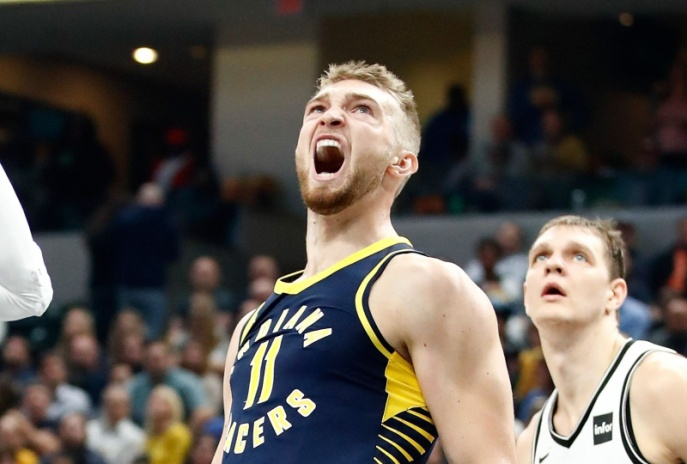 INDIANA
11
PACERS
infor